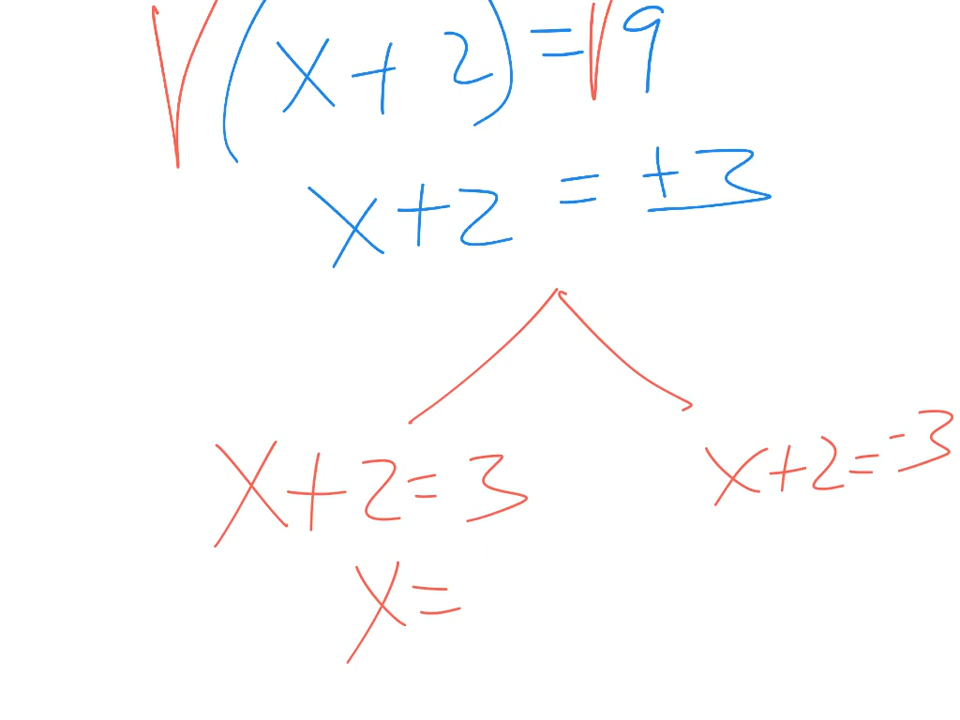 √(x+2) = √9
x+2 = ±3
x+2=3 x+2=-3
x=